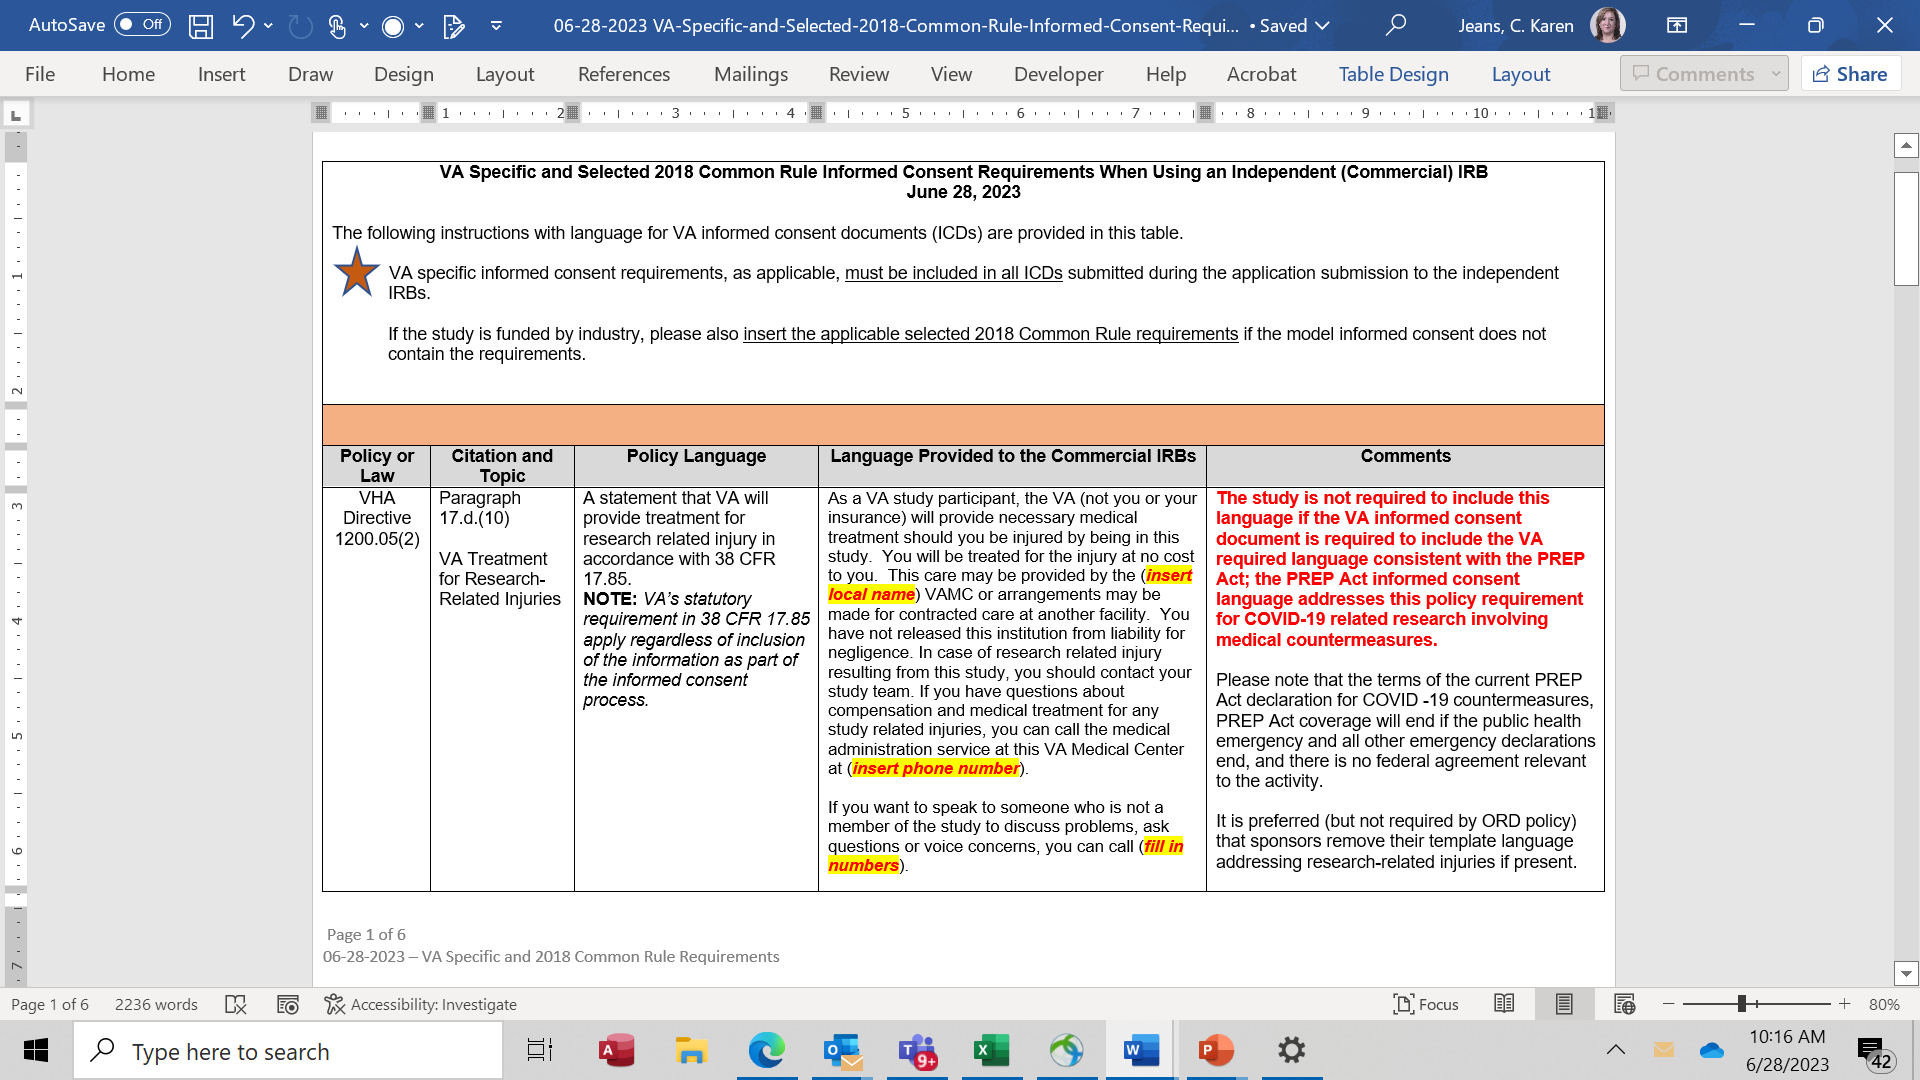 AutoSave Off 06-28-2023 VA-Specific-and-Selected-2018-Common-Rule-Informed-Consent-Requi... • Saved Jeans, C. Karen
File Home Insert Draw Design Layout References Mailings Review View Developer Help Acrobat Table Design Layout Comments Share
1 2 3 4 5 6 7 8 9 10 1
VA Specific and Selected 2018 Common Rule Informed Consent Requirements When Using an Independent (Commercial) IRB
June 28, 2023
The following instructions with language for VA informed consent documents (ICDs) are provided in this table.
VA specific informed consent requirements, as applicable, must be included in all ICDs submitted during the application submission to the independent
IRBs.
If the study is funded by industry, please also insert the applicable selected 2018 Common Rule requirements if the model informed consent does not
contain the requirements.
Policy or
Law
Citation and
Topic
Policy Language
Language Provided to the Commercial IRBs
Comments
VHA
Directive
1200.05(2)
Paragraph
17.d.(10)
VA Treatment
for Research-
Related Injuries
A statement that VA will
provide treatment for
research related injury in
accordance with 38 CFR
17.85.
NOTE: VA's statutory
requirement in 38 CFR 17.85
apply regardless of inclusion
of the information as part of
the informed consent
process.
As a VA study participant, the VA (not you or your
insurance) will provide necessary medical
treatment should you be injured by being in this
study. You will be treated for the injury at no cost
to you. This care may be provided by the (insert
local name) VAMC or arrangements may be
made for contracted care at another facility. You
have not released this institution from liability for
negligence. In case of research related injury
resulting from this study, you should contact your
study team. If you have questions about
compensation and medical treatment for any
study related injuries, you can call the medical
administration service at this VA Medical Center
at (insert phone number).
If you want to speak to someone who is not a
member of the study to discuss problems, ask
questions or voice concerns, you can call (fill in
numbers).
The study is not required to include this
language if the VA informed consent
document is required to include the VA
required language consistent with the PREP
Act; the PREP Act informed consent
language addresses this policy requirement
for COVID-19 related research involving
medical countermeasures.
Please note that the terms of the current PREP
Act declaration for COVID -19 countermeasures,
PREP Act coverage will end if the public health
emergency and all other emergency declarations
end, and there is no federal agreement relevant
to the activity.
It is preferred (but not required by ORD policy)
that sponsors remove their template language
addressing research-related injuries if present.
Page 1 of 6
06-28-2023 – VA Specific and 2018 Common Rule Requirements
1
2
3
4
5
6
7
Page 1 of 6 2236 words Accessibility: Investigate Focus 80%
Type here to search
A
O
T
9+
X
W
P
10:16 AM
6/28/2023
42